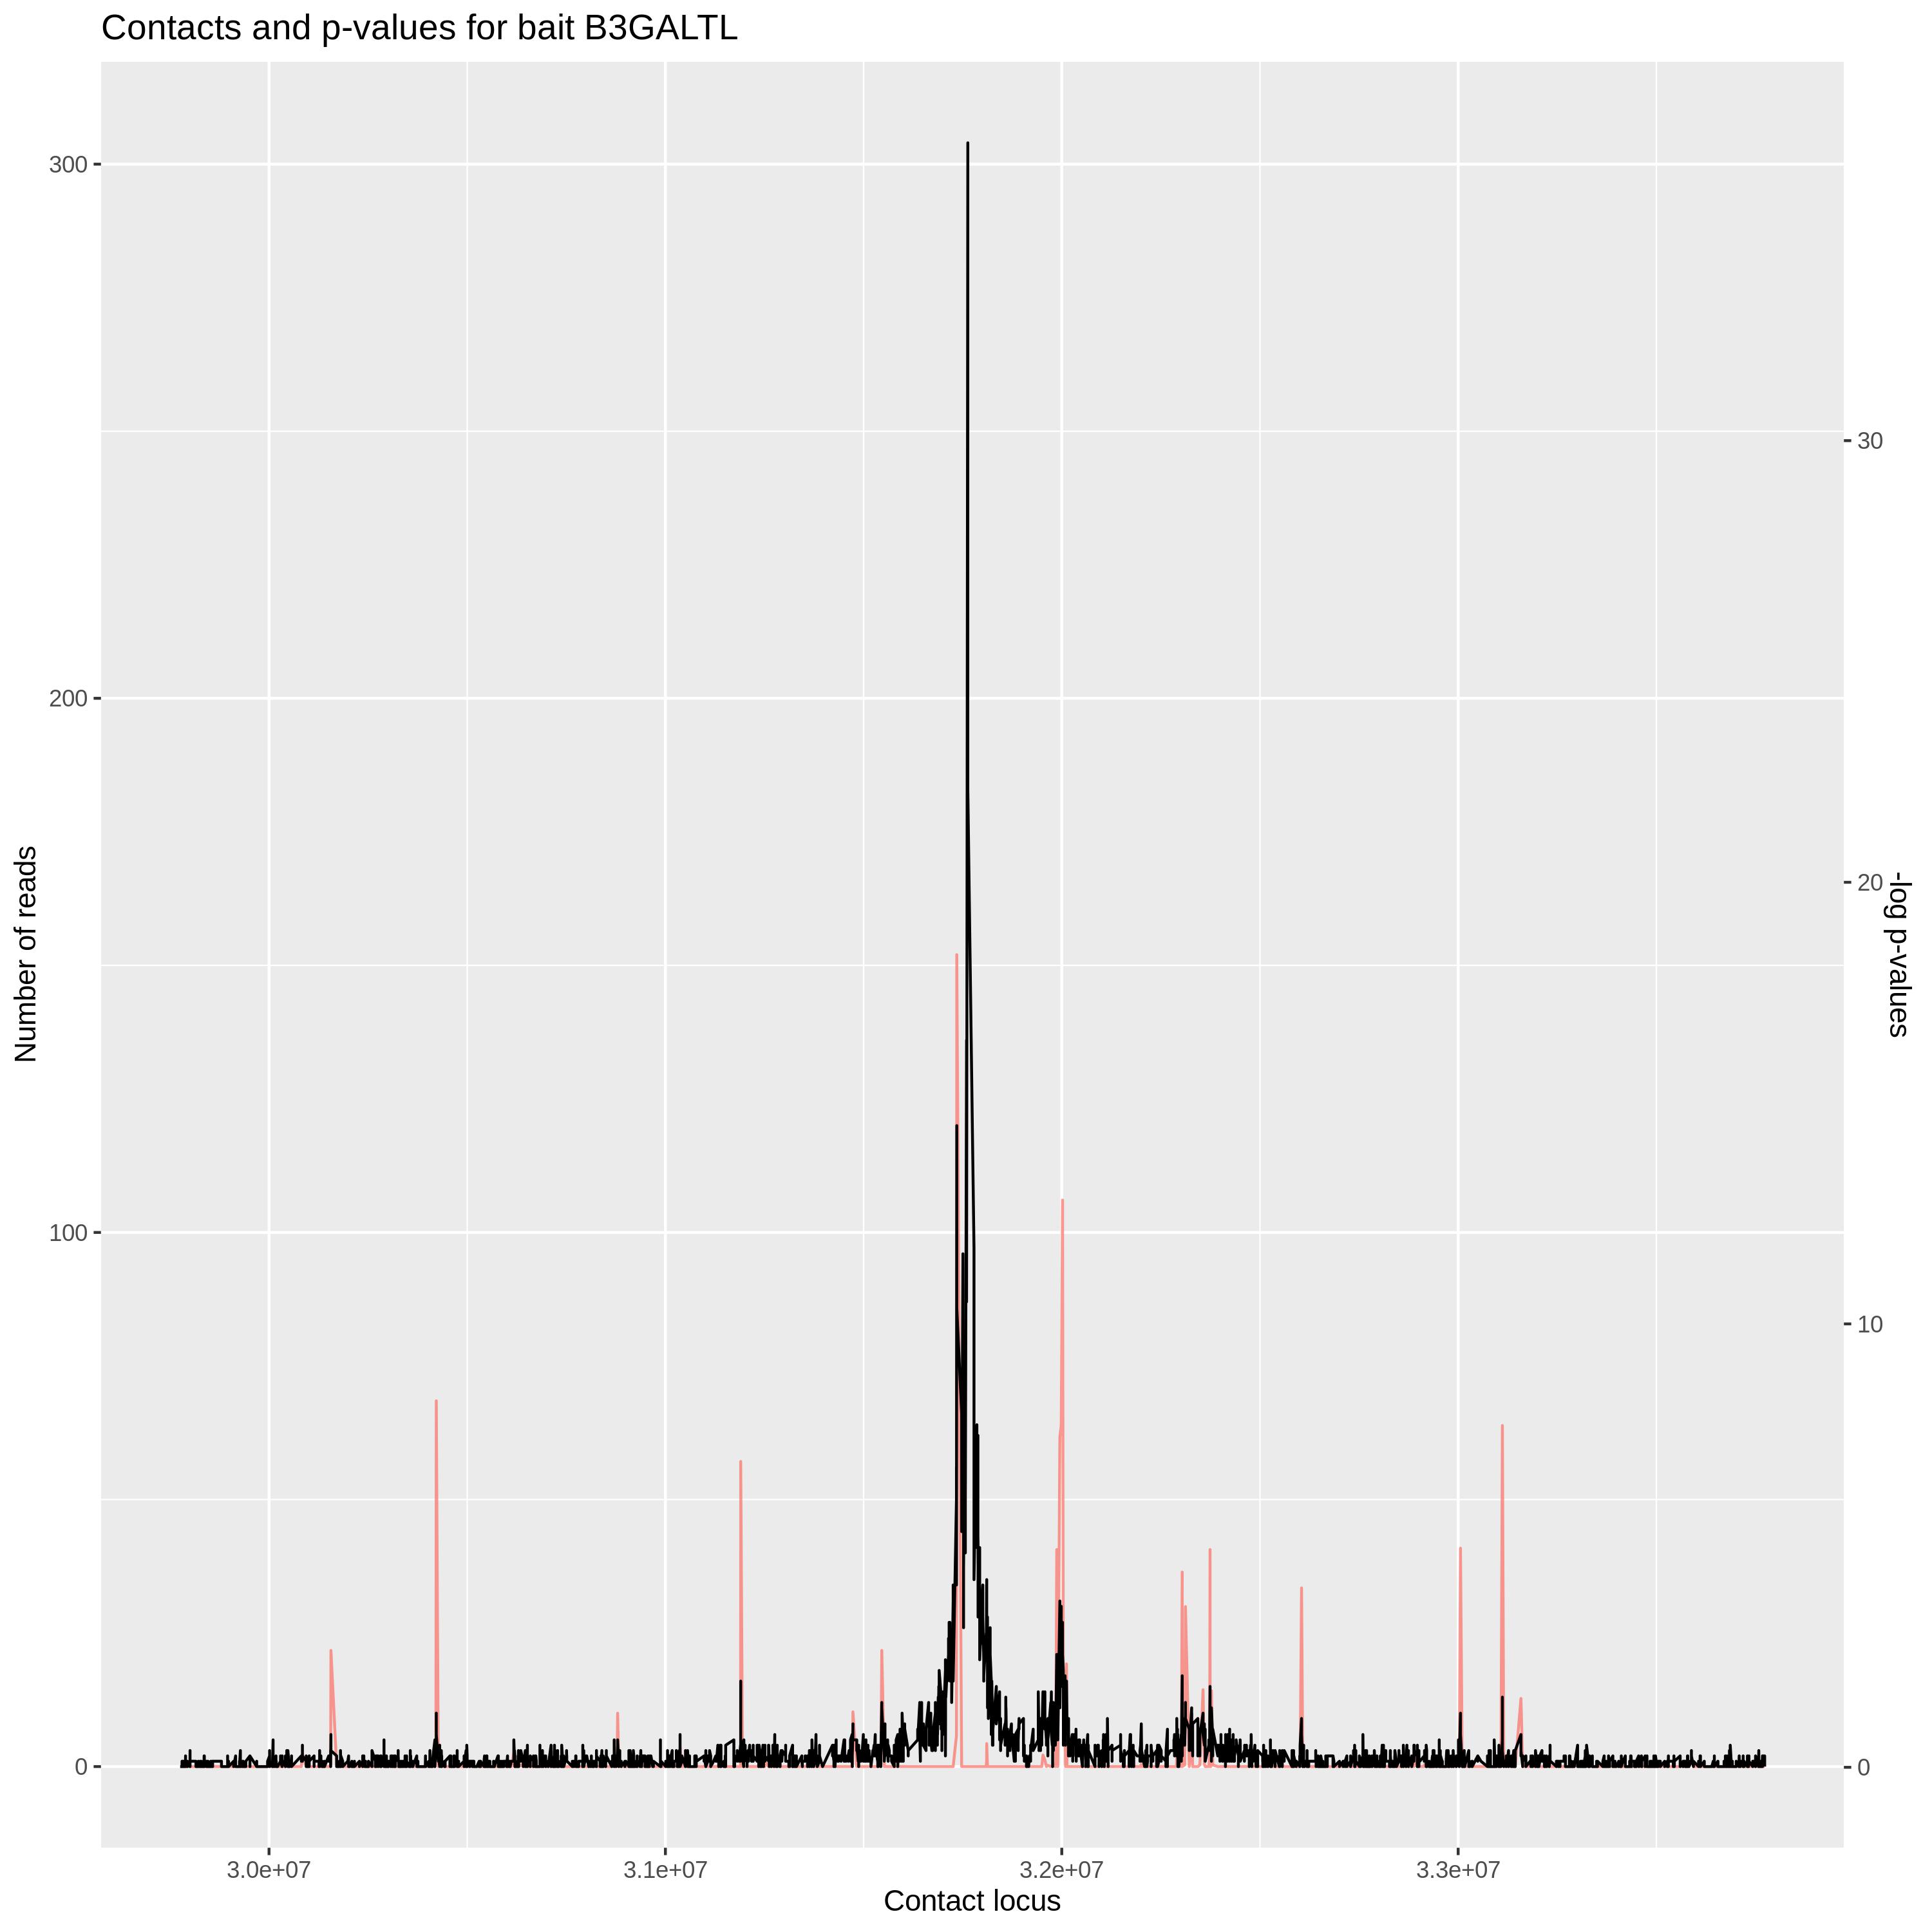 Contacts and p-values for bait B3GALTL
300
200
100
0
Number of reads
30
20
10
0
-log p-values
3.0e+07 3.1e+07 3.2e+07 3.3e+07
Contact locus